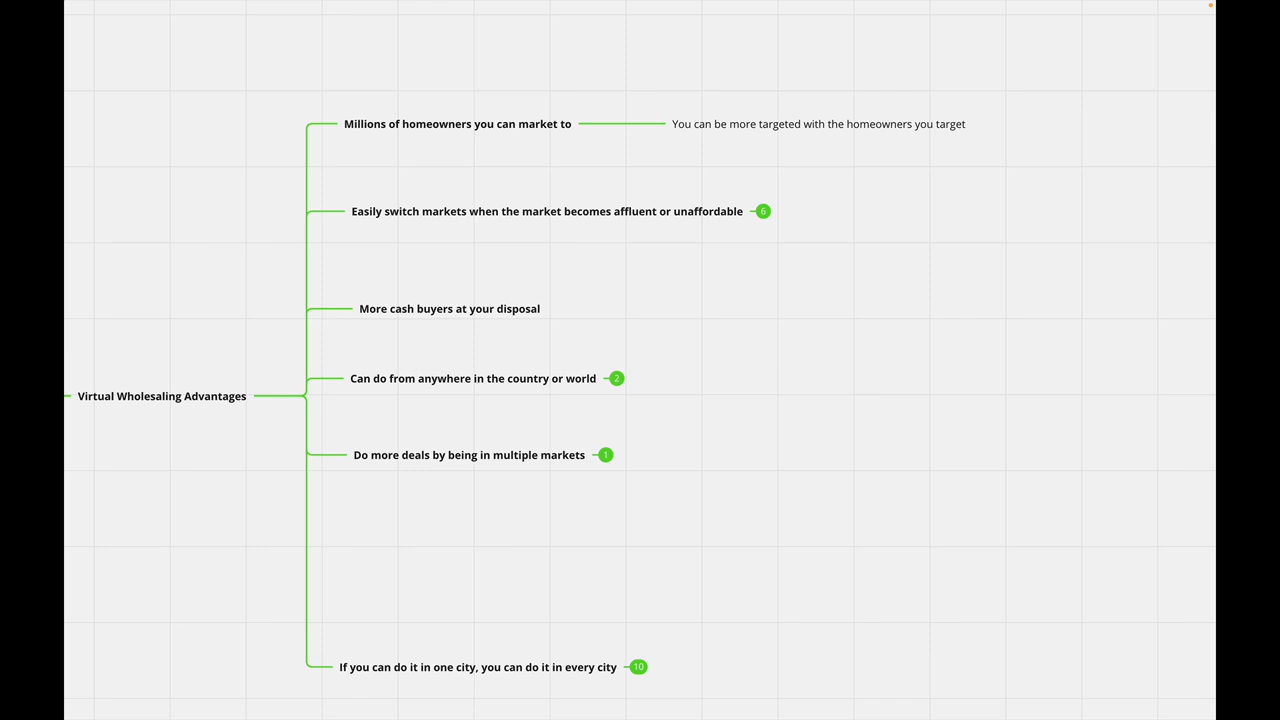 Millions of homeowners you can market to
You can be more targeted with the homeowners you target
Easily switch markets when the market becomes affluent or unaffordable
6
More cash buyers at your disposal
Can do from anywhere in the country or world
2
Virtual Wholesaling Advantages
Do more deals by being in multiple markets
1
If you can do it in one city, you can do it in every city
10